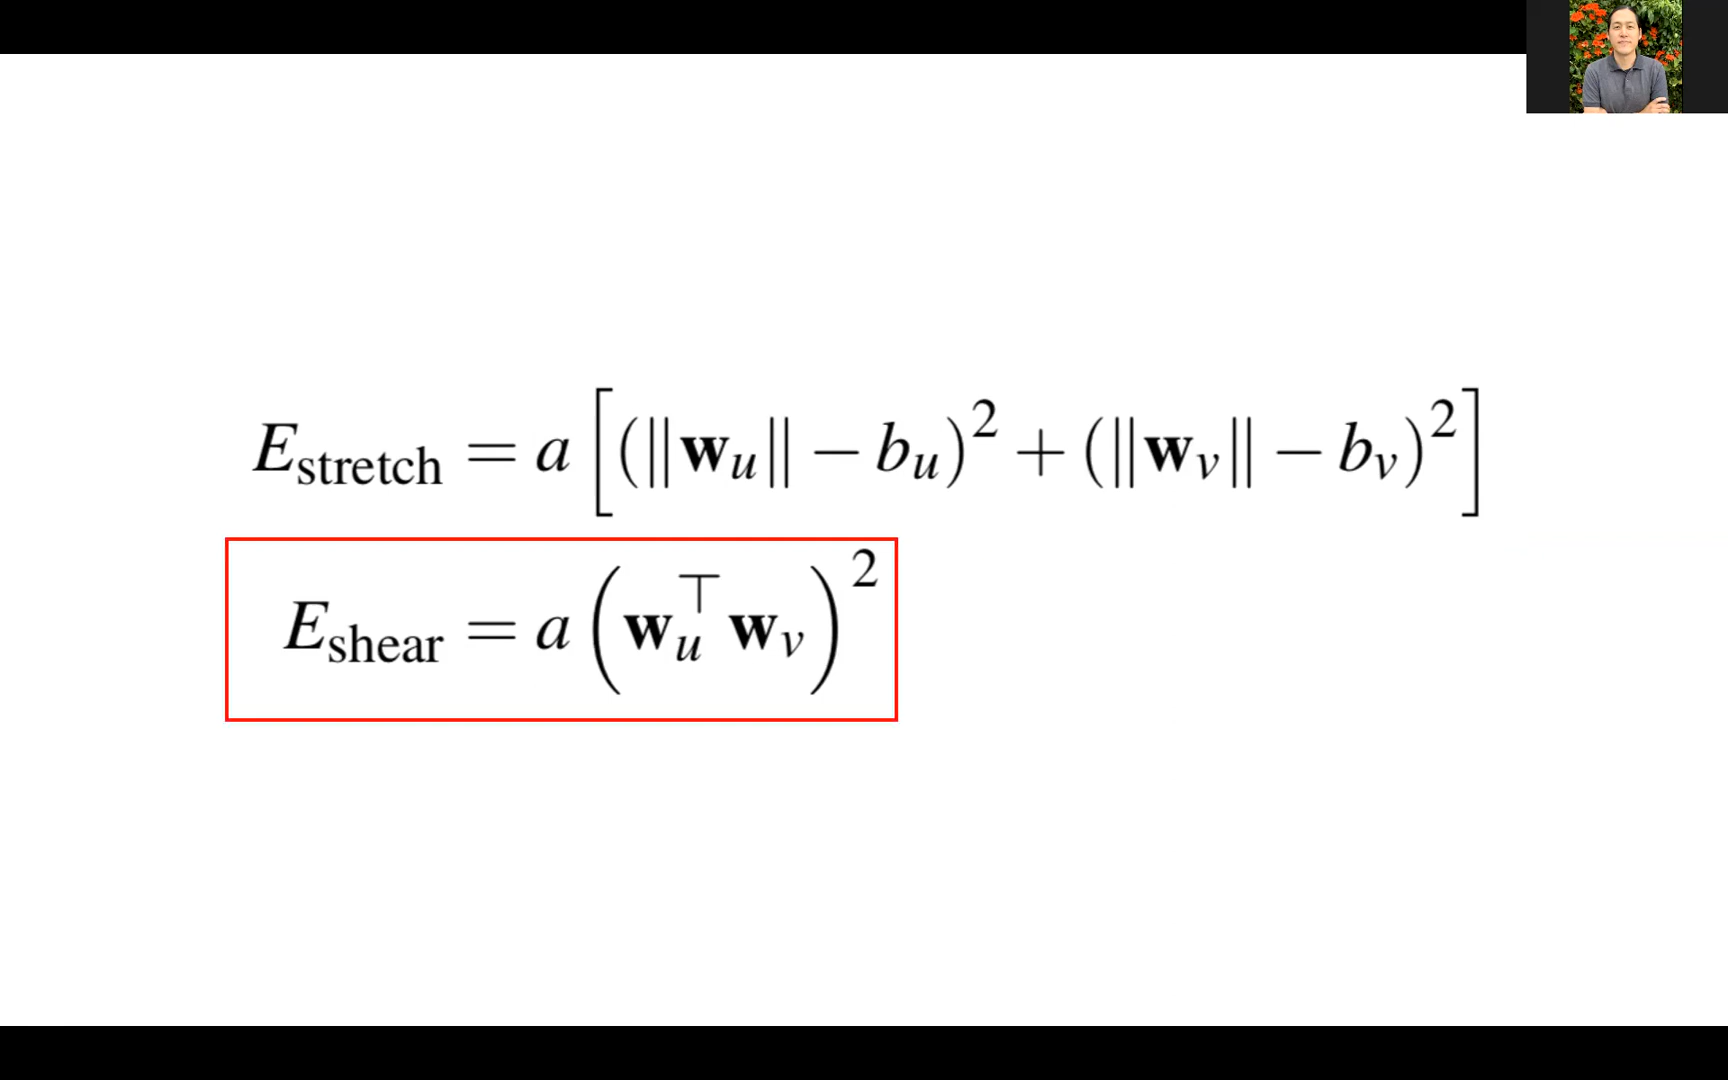 E_stretch = a [(‖w_u‖ − b_u)² + (‖w_v‖ − b_v)²]
E_shear = a (w_u^⊤ w_v)²